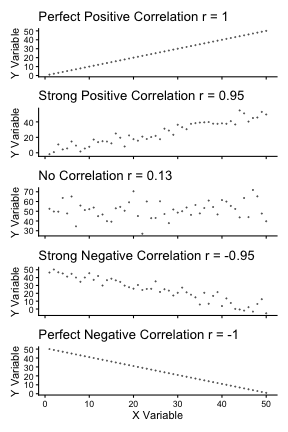 Perfect Positive Correlation r = 1
Y Variable
50
40
30
20
10
0
Strong Positive Correlation r = 0.95
Y Variable
40
20
0
No Correlation r = 0.13
Y Variable
70
60
50
40
30
Strong Negative Correlation r = -0.95
Y Variable
50
40
30
20
10
0
Perfect Negative Correlation r = -1
Y Variable
50
40
30
20
10
0
0 10 20 30 40 50
X Variable